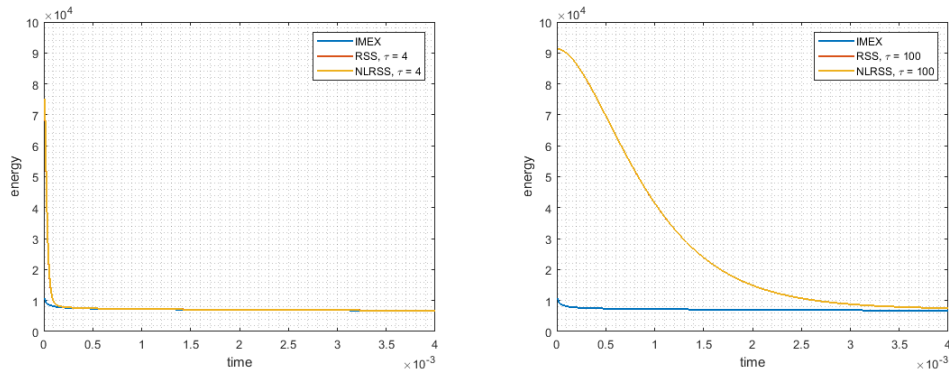 ×10⁴
10
9
8
7
6
5
4
3
2
1
0
energy
IMEX
RSS, τ = 4
NLRSS, τ = 4
0 0.5 1 1.5 2 2.5 3 3.5 4
time
×10⁻³
×10⁴
10
9
8
7
6
5
4
3
2
1
0
energy
IMEX
RSS, τ = 100
NLRSS, τ = 100
0 0.5 1 1.5 2 2.5 3 3.5 4
time
×10⁻³